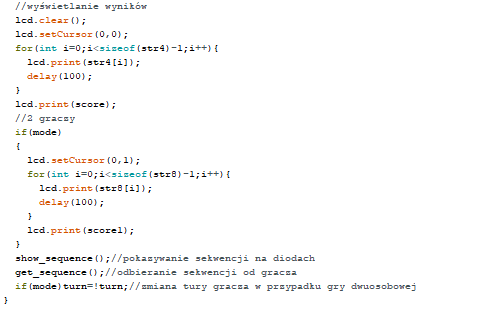 //wyświetlanie wyników
lcd.clear();
lcd.setCursor(0,0);
for(int i=0;i<sizeof(str4)-1;i++){
lcd.print(str4[i]);
delay(100);
}
lcd.print(score);
//2 graczy
if(mode)
{
lcd.setCursor(0,1);
for(int i=0;i<sizeof(str8)-1;i++){
lcd.print(str8[i]);
delay(100);
}
lcd.print(score1);
}
show_sequence();//pokazywanie sekwencji na diodach
get_sequence();//odbieranie sekwencji od gracza
if(mode)turn=!turn;//zmiana tury gracza w przypadku gry dwuosobowej
}